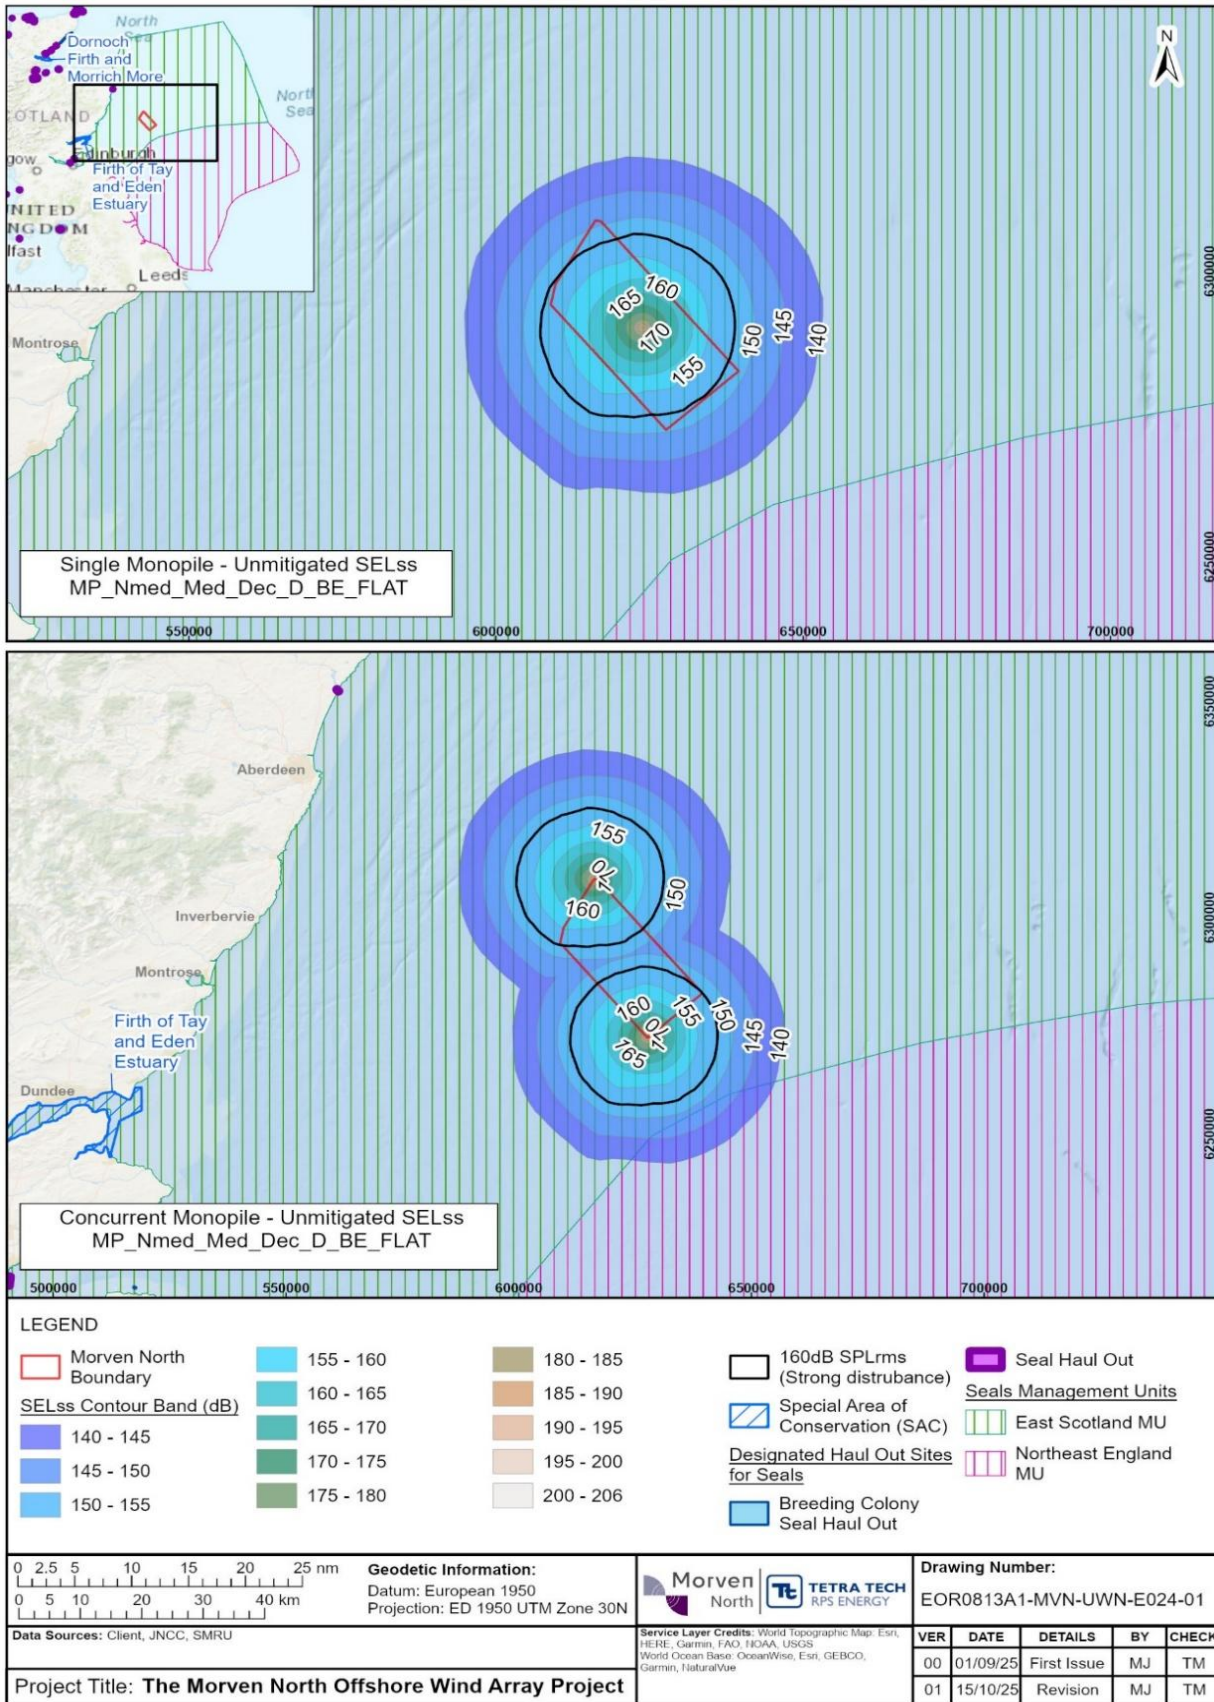 North
Sea
Dornoch
Firth and
Morrich More
North
Sea
OTLAND
gow
Edinburgh
Firth of Tay
and Eden
Estuary
NITED
NGDOM
lfast
Leeds
Manchester
N
Montrose
165
160
170
155
150
145
140
6300000
6250000
Single Monopile - Unmitigated SELss
MP_Nmed_Med_Dec_D_BE_FLAT
550000
600000
650000
700000
6350000
Aberdeen
155
170
150
160
Inverbervie
Montrose
6300000
Firth of Tay
and Eden
Estuary
160
155
150
170
165
145
140
Dundee
6250000
Concurrent Monopile - Unmitigated SELss
MP_Nmed_Med_Dec_D_BE_FLAT
500000
550000
600000
650000
700000
LEGEND
Morven North
Boundary
SELss Contour Band (dB)
140 - 145
145 - 150
150 - 155
155 - 160
160 - 165
165 - 170
170 - 175
175 - 180
180 - 185
185 - 190
190 - 195
195 - 200
200 - 206
160dB SPLrms
(Strong distrubance)
Special Area of
Conservation (SAC)
Designated Haul Out Sites
for Seals
Breeding Colony
Seal Haul Out
Seal Haul Out
Seals Management Units
East Scotland MU
Northeast England
MU
0 2.5 5 10 15 20 25 nm
0 5 10 20 30 40 km
Geodetic Information:
Datum: European 1950
Projection: ED 1950 UTM Zone 30N
Morven
North
Tt
TETRA TECH
RPS ENERGY
Drawing Number:
EOR0813A1-MVN-UWN-E024-01
Data Sources: Client, JNCC, SMRU
Service Layer Credits: World Topographic Map: Esri,
HERE, Garmin, FAO, NOAA, USGS
World Ocean Base: OceanWise, Esri, GEBCO,
Garmin, NaturalVue
VER DATE DETAILS BY CHECK
00 01/09/25 First Issue MJ TM
01 15/10/25 Revision MJ TM
Project Title: The Morven North Offshore Wind Array Project